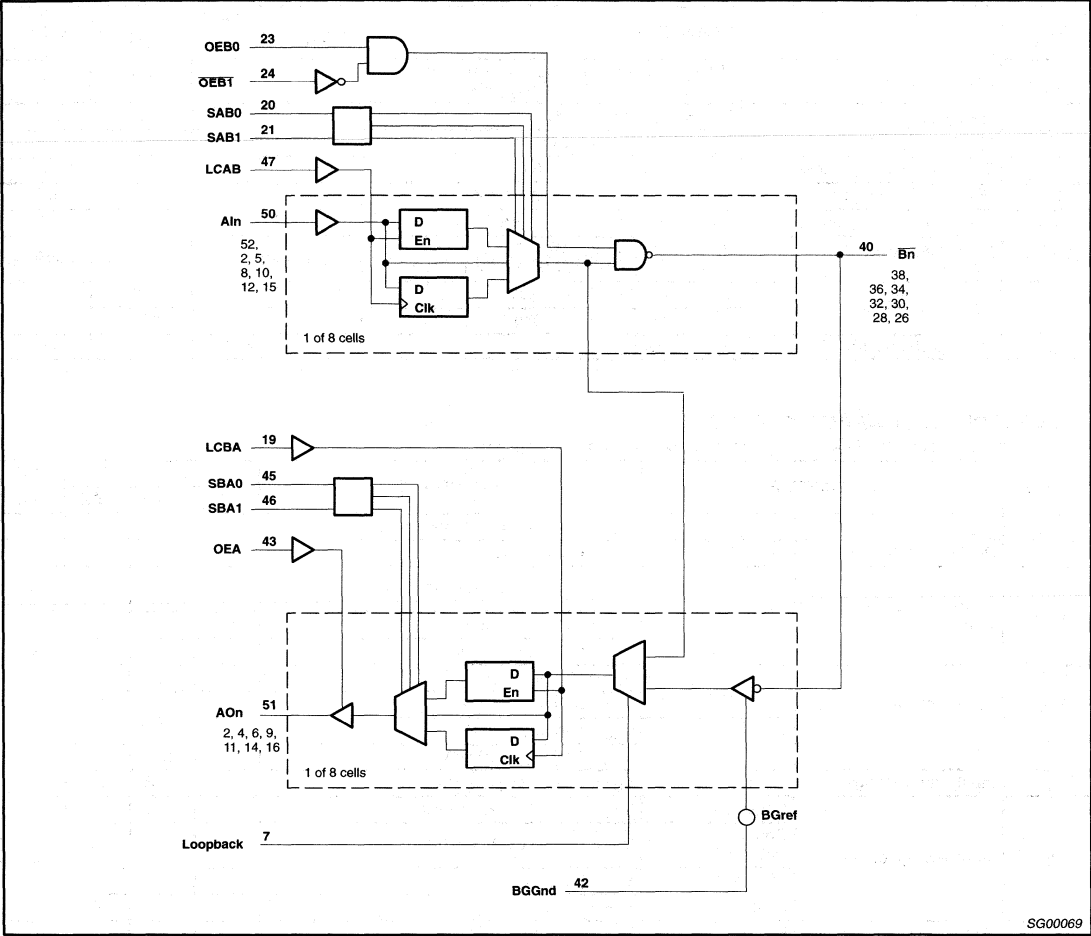 OEB0 23
OEB1 24
SAB0 20
SAB1 21
LCAB 47
AIn 50
52,
2, 5,
8, 10,
12, 15
D
En
D
Clk
1 of 8 cells
40 Bn
38,
36, 34,
32, 30,
28, 26
LCBA 19
SBA0 45
SBA1 46
OEA 43
D
En
D
Clk
AOn 51
2, 4, 6, 9,
11, 14, 16
1 of 8 cells
BGref
Loopback 7
BGGnd 42
SG00069